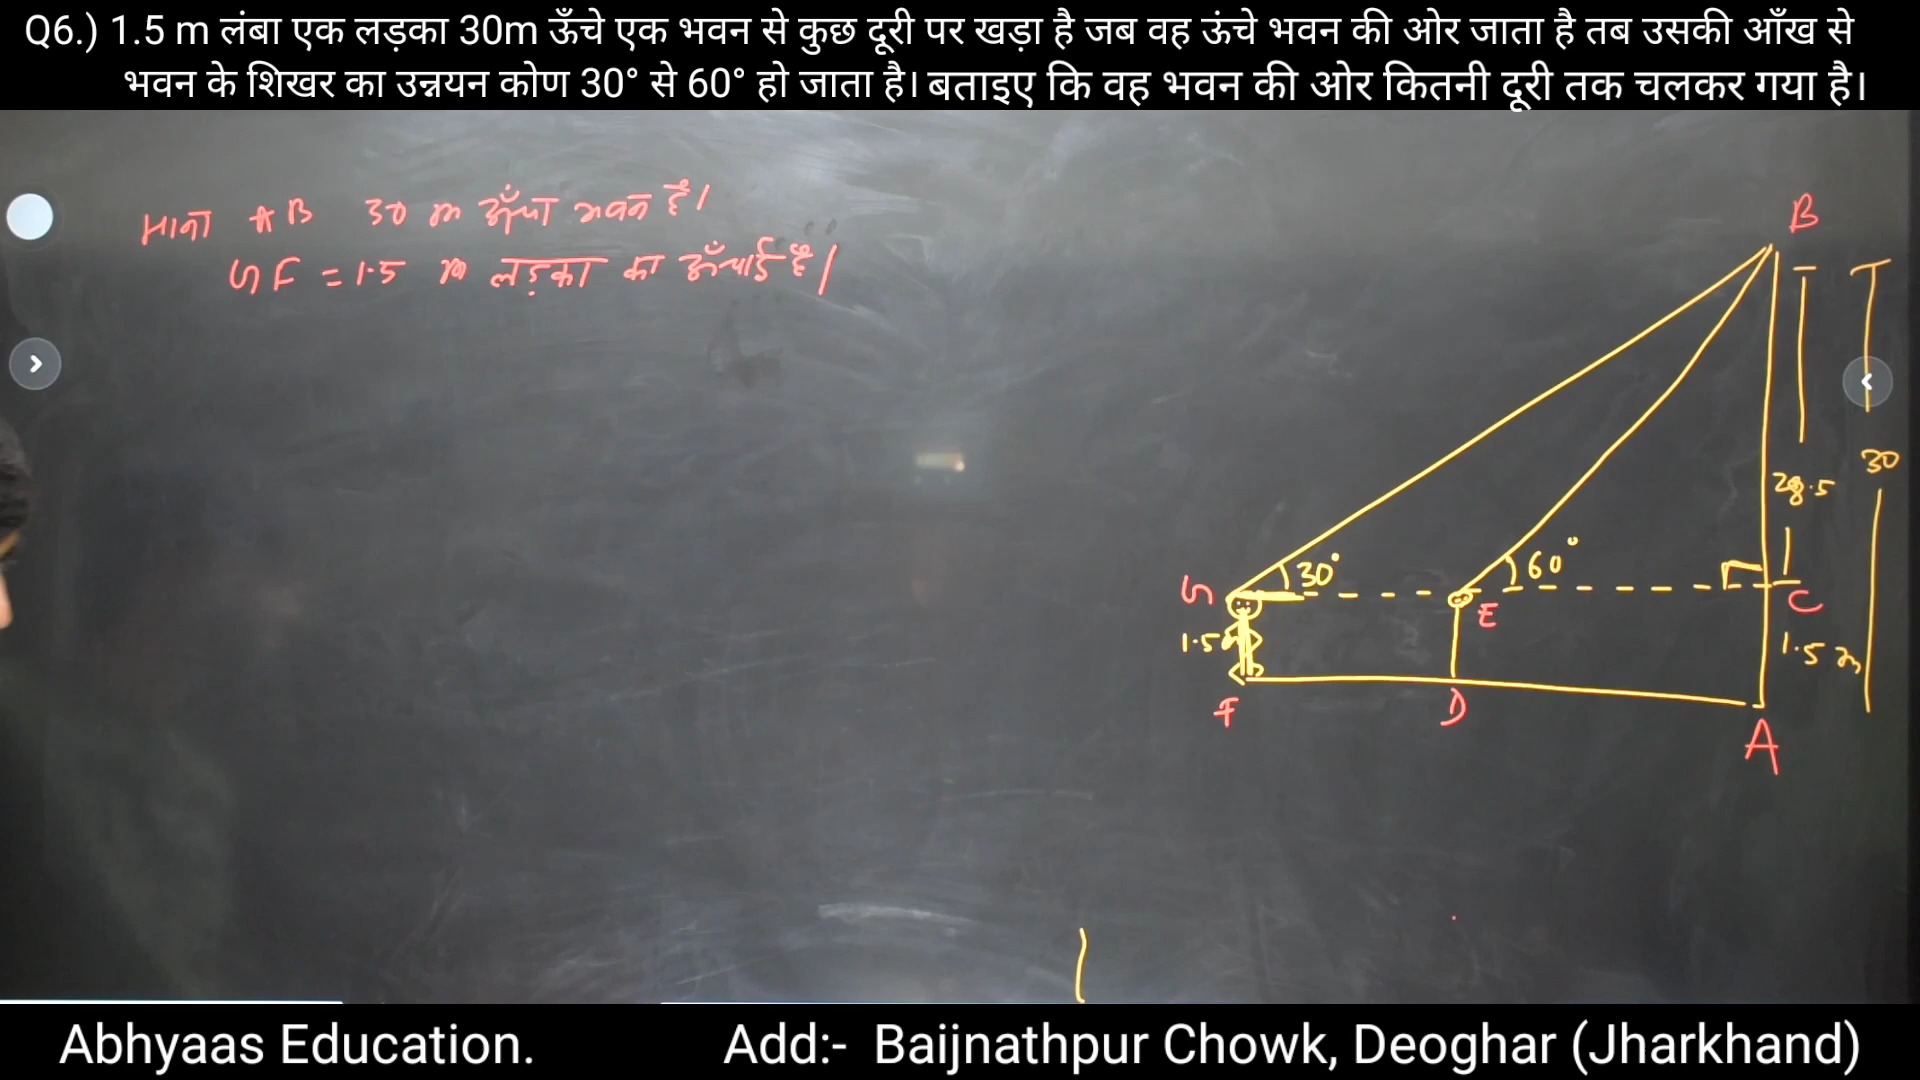 Q6.) 1.5 m लंबा एक लड़का 30m ऊँचे एक भवन से कुछ दूरी पर खड़ा है जब वह ऊंचे भवन की ओर जाता है तब उसकी आँख से
भवन के शिखर का उन्नयन कोण 30° से 60° हो जाता है। बताइए कि वह भवन की ओर कितनी दूरी तक चलकर गया है।
माना AB 30 m ऊँचा भवन है।
GF = 1.5 m लड़का का ऊँचाई है।
B
30
28.5
30°
60°
G
E
C
1.5 m
1.5 m
F
D
A
Abhyaas Education.
Add:- Baijnathpur Chowk, Deoghar (Jharkhand)